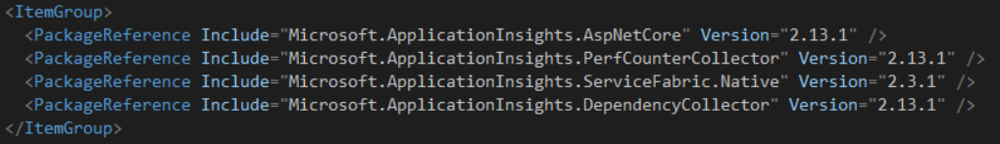 <ItemGroup>
<PackageReference Include="Microsoft.ApplicationInsights.AspNetCore" Version="2.13.1" />
<PackageReference Include="Microsoft.ApplicationInsights.PerfCounterCollector" Version="2.13.1" />
<PackageReference Include="Microsoft.ApplicationInsights.ServiceFabric.Native" Version="2.3.1" />
<PackageReference Include="Microsoft.ApplicationInsights.DependencyCollector" Version="2.13.1" />
</ItemGroup>